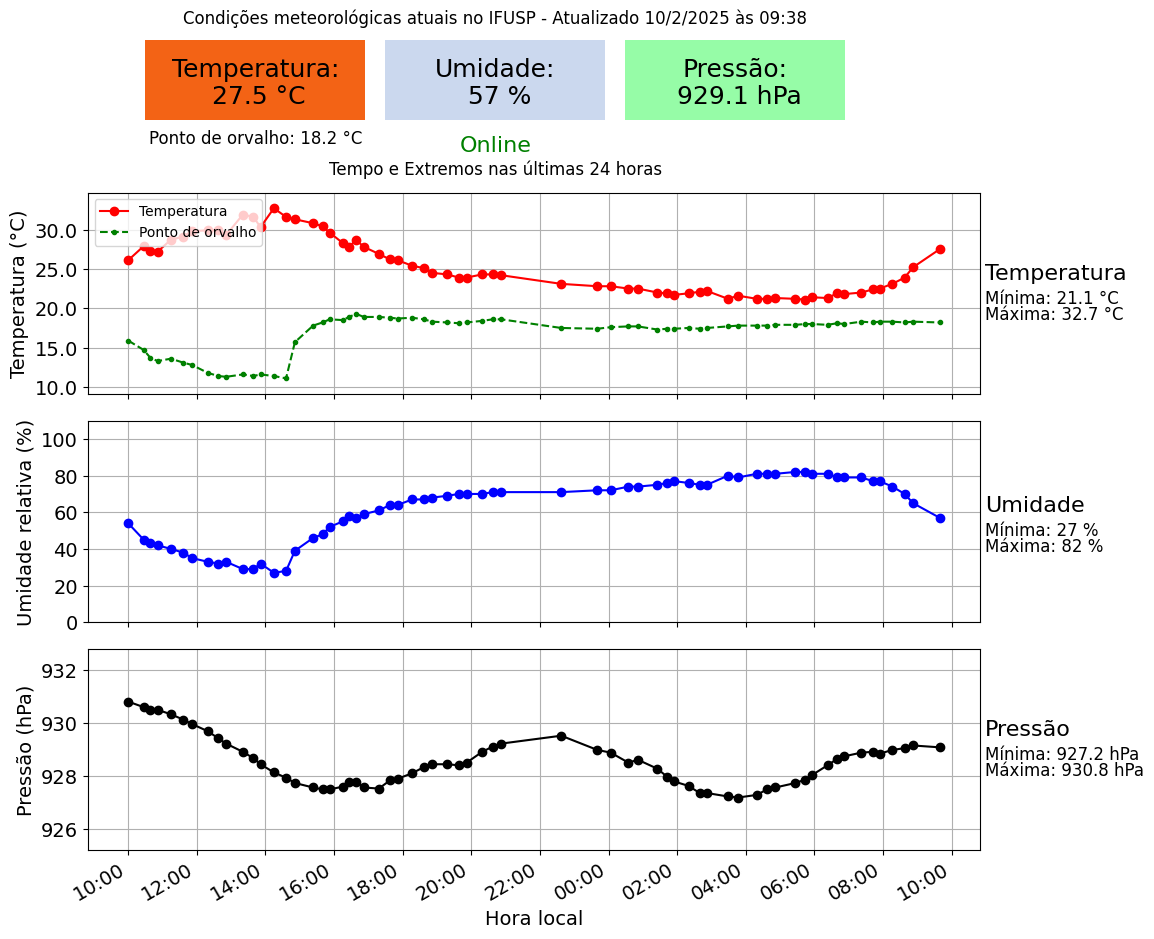 Condições meteorológicas atuais no IFUSP - Atualizado 10/2/2025 às 09:38
Temperatura:
27.5 °C
Umidade:
57 %
Pressão:
929.1 hPa
Ponto de orvalho: 18.2 °C
Online
Tempo e Extremos nas últimas 24 horas
Temperatura (°C)
30.0
25.0
20.0
15.0
10.0
Temperatura
Ponto de orvalho
Temperatura
Mínima: 21.1 °C
Máxima: 32.7 °C
Umidade relativa (%)
100
80
60
40
20
0
Umidade
Mínima: 27 %
Máxima: 82 %
Pressão (hPa)
932
930
928
926
Pressão
Mínima: 927.2 hPa
Máxima: 930.8 hPa
10:00 12:00 14:00 16:00 18:00 20:00 22:00 00:00 02:00 04:00 06:00 08:00 10:00
Hora local